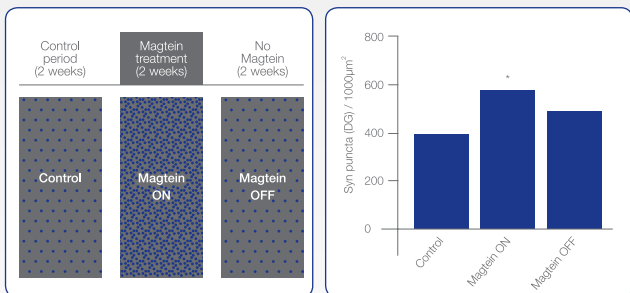 Control
period
(2 weeks)
Magtein
treatment
(2 weeks)
No
Magtein
(2 weeks)
Control
Magtein
ON
Magtein
OFF
Syn puncta (DG) / 1000µm²
800
600
400
200
0
*
Control
Magtein ON
Magtein OFF